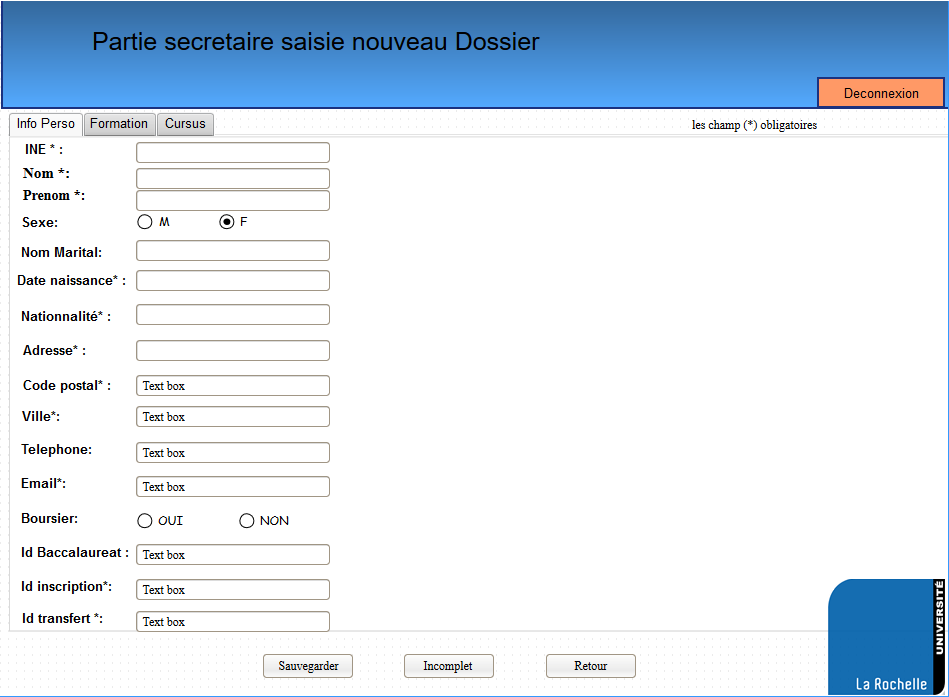 Partie secretaire saisie nouveau Dossier
Deconnexion
Info Perso Formation Cursus
les champ (*) obligatoires
INE * :
Nom *:
Prenom *:
Sexe: M F
Nom Marital:
Date naissance* :
Nationnalité* :
Adresse* :
Code postal* : Text box
Ville*: Text box
Telephone: Text box
Email*: Text box
Boursier: OUI NON
Id Baccalaureat : Text box
Id inscription*: Text box
Id transfert *: Text box
Sauvegarder Incomplet Retour
UNIVERSITÉ
La Rochelle